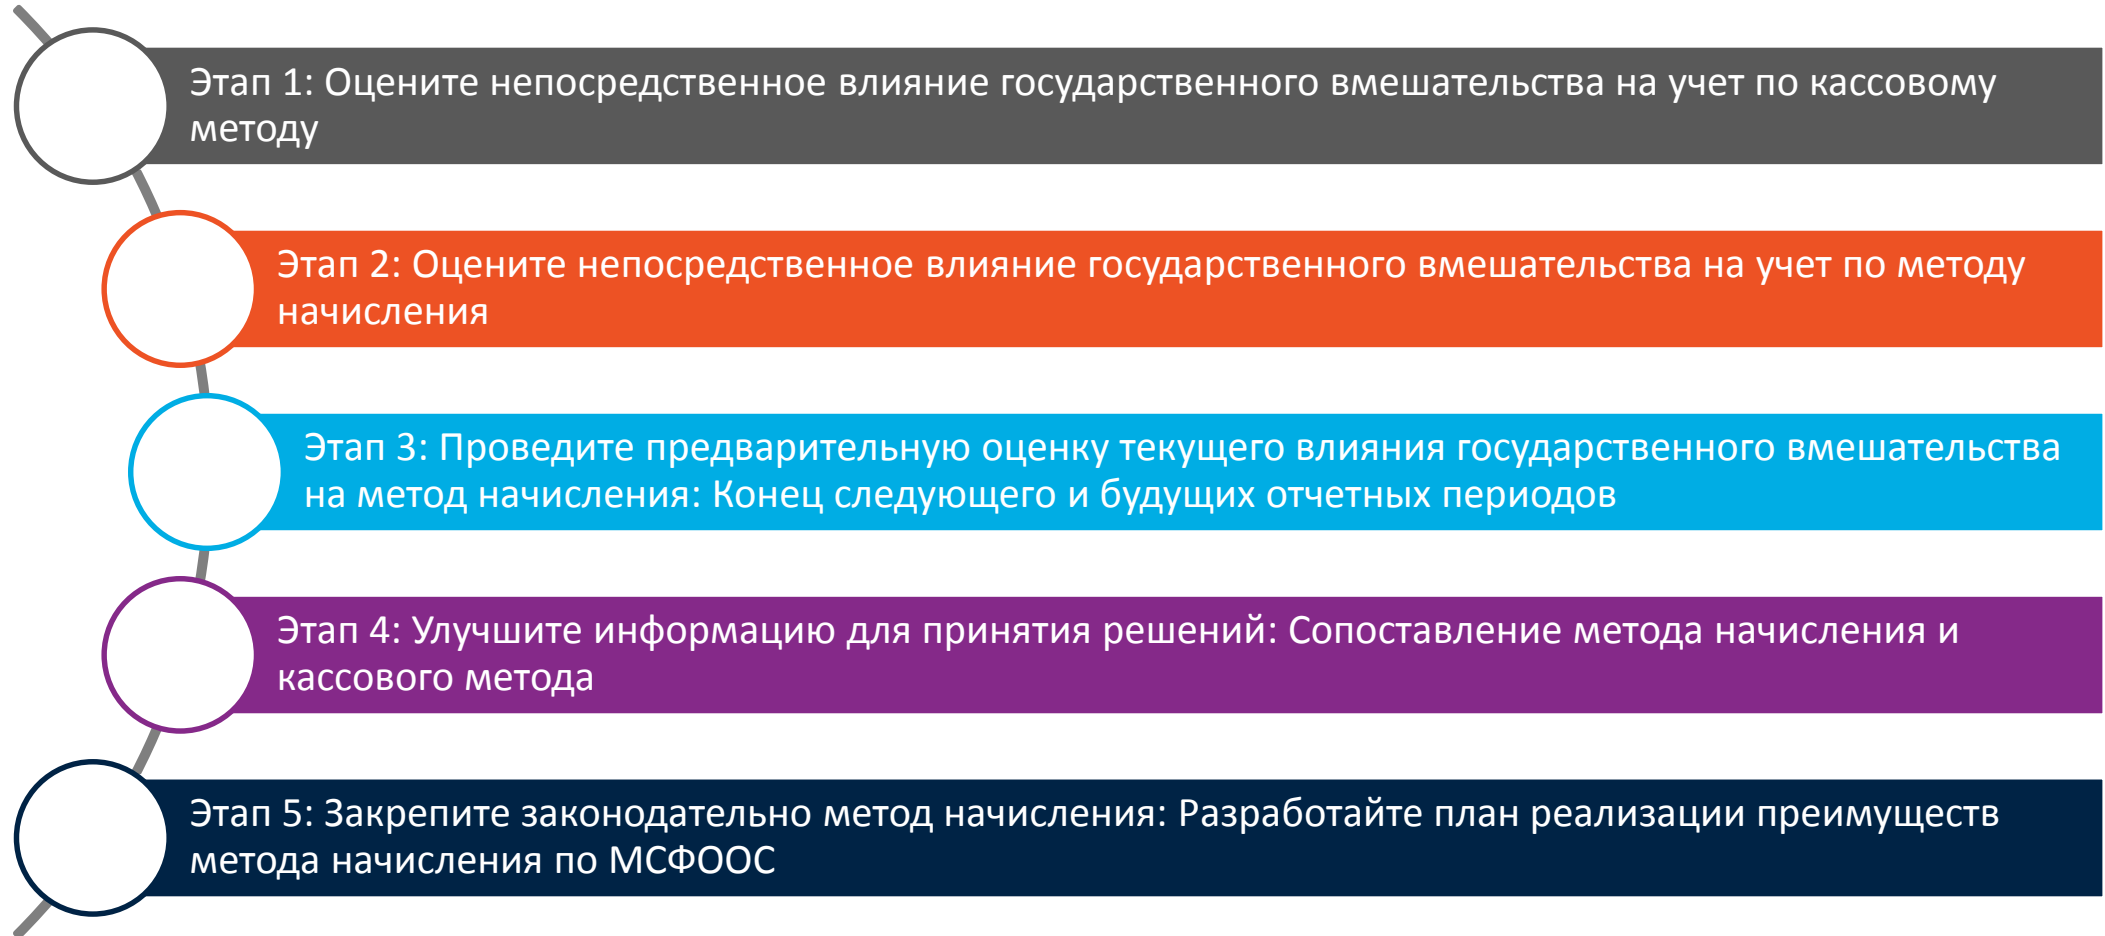 Этап 1: Оцените непосредственное влияние государственного вмешательства на учет по кассовому
методу
Этап 2: Оцените непосредственное влияние государственного вмешательства на учет по методу
начисления
Этап 3: Проведите предварительную оценку текущего влияния государственного вмешательства
на метод начисления: Конец следующего и будущих отчетных периодов
Этап 4: Улучшите информацию для принятия решений: Сопоставление метода начисления и
кассового метода
Этап 5: Закрепите законодательно метод начисления: Разработайте план реализации преимуществ
метода начисления по МСФООС